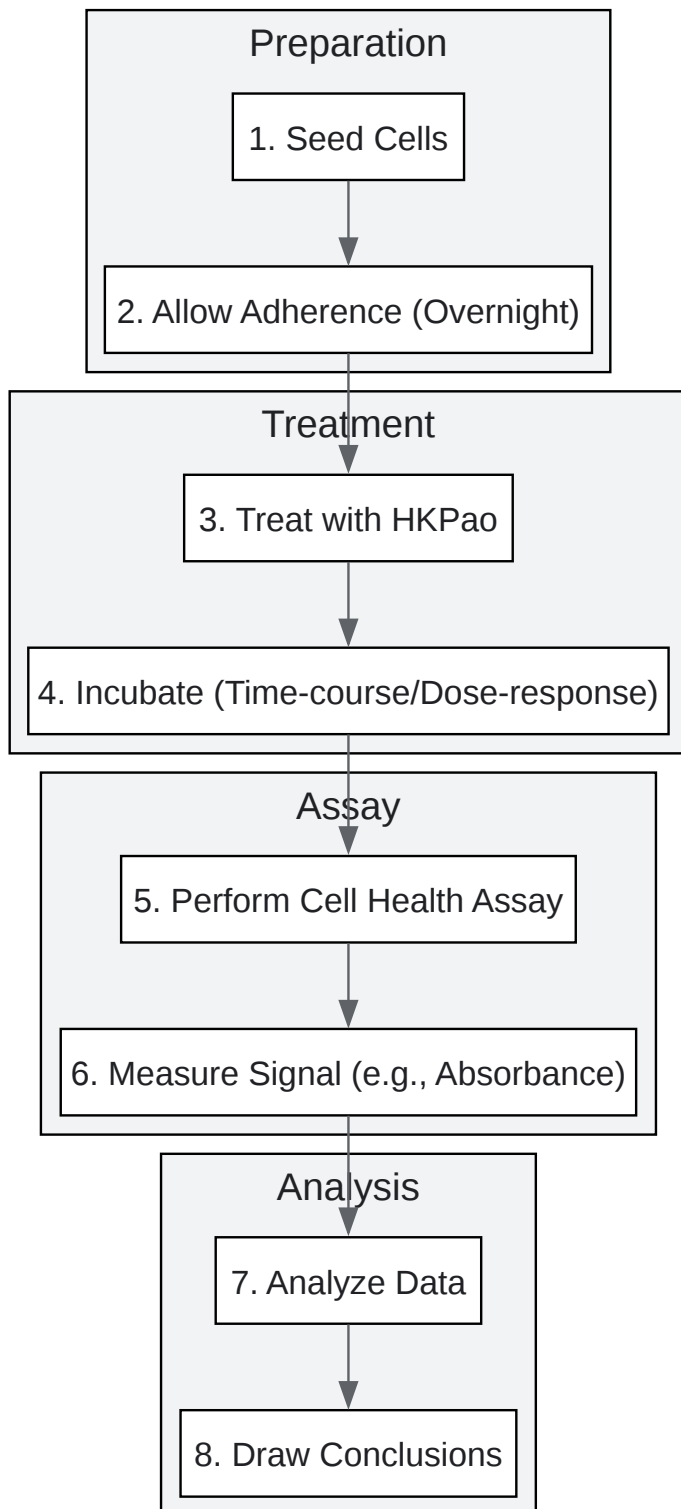 Preparation
1. Seed Cells
2. Allow Adherence (Overnight)
Treatment
3. Treat with HKPao
4. Incubate (Time-course/Dose-response)
Assay
5. Perform Cell Health Assay
6. Measure Signal (e.g., Absorbance)
Analysis
7. Analyze Data
8. Draw Conclusions